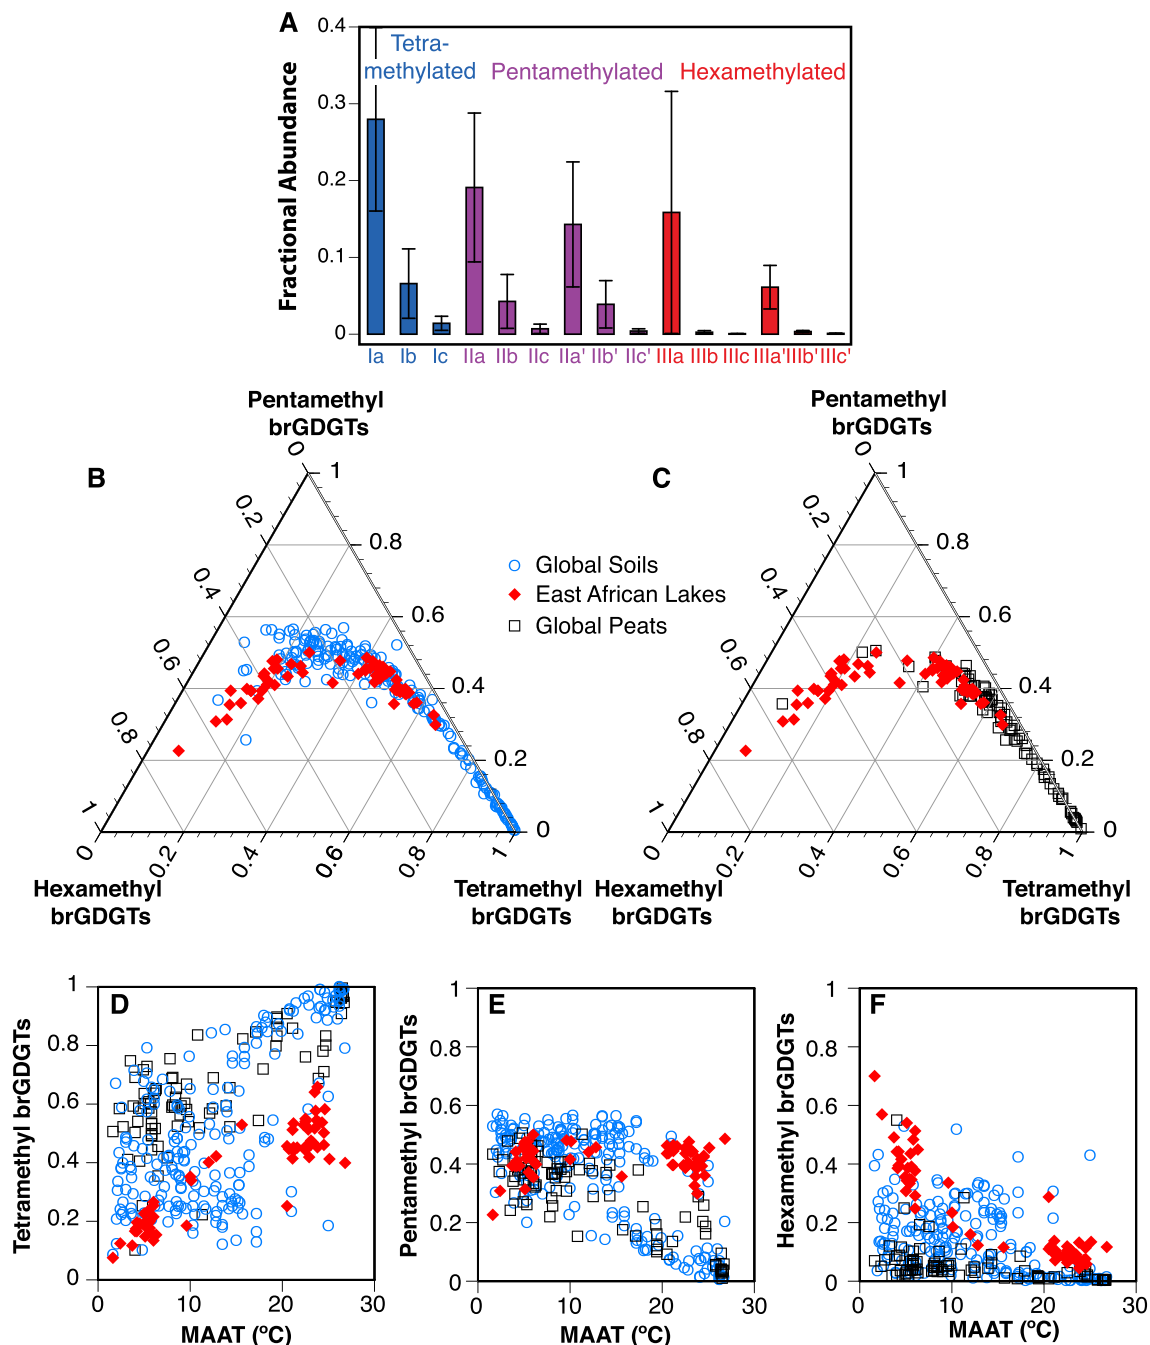 A
0.4
0.3
0.2
0.1
0
Fractional Abundance
Tetra-
methylated
Pentamethylated
Hexamethylated
Ia Ib Ic IIa IIb IIc IIa' IIb' IIc' IIIa IIIb IIIc IIIa' IIIb' IIIc'
B
Pentamethyl
brGDGTs
0
0.2
0.4
0.6
0.8
1
1
0.8
0.6
0.4
0.2
0
0 0.2 0.4 0.6 0.8 1
Hexamethyl
brGDGTs
Tetramethyl
brGDGTs
Global Soils
East African Lakes
Global Peats
C
Pentamethyl
brGDGTs
0
0.2
0.4
0.6
0.8
1
1
0.8
0.6
0.4
0.2
0
0 0.2 0.4 0.6 0.8 1
Hexamethyl
brGDGTs
Tetramethyl
brGDGTs
D
Tetramethyl brGDGTs
1
0.8
0.6
0.4
0.2
0
0 10 20 30
MAAT (ºC)
E
Pentamethyl brGDGTs
1
0.8
0.6
0.4
0.2
0
0 10 20 30
MAAT (ºC)
F
Hexamethyl brGDGTs
1
0.8
0.6
0.4
0.2
0
0 10 20 30
MAAT (ºC)